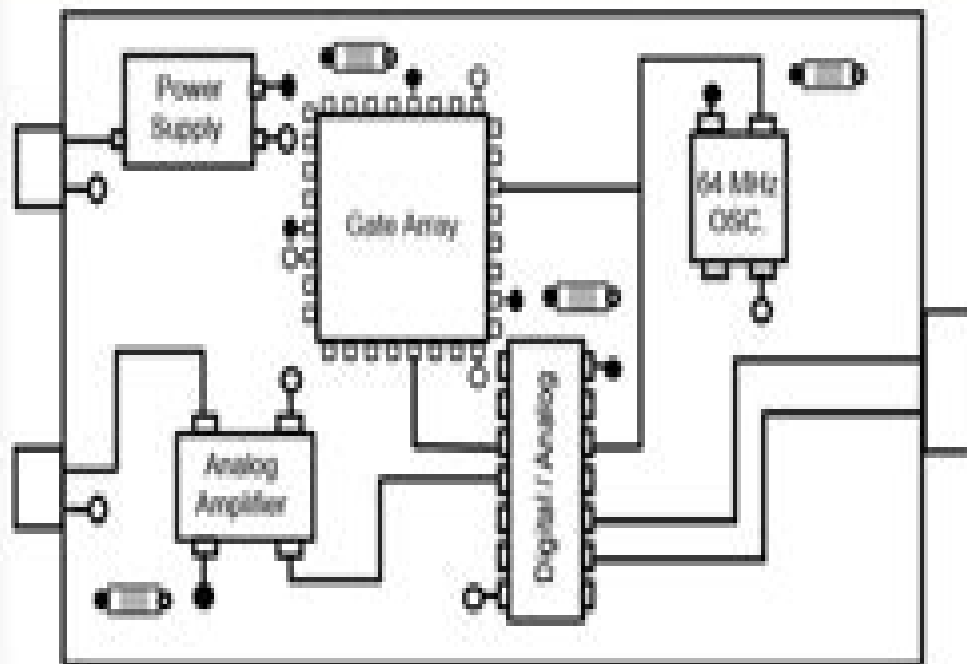 Power
Supply
Gate Array
64 MHz
OSC.
Analog
Amplifier
Digital / Analog